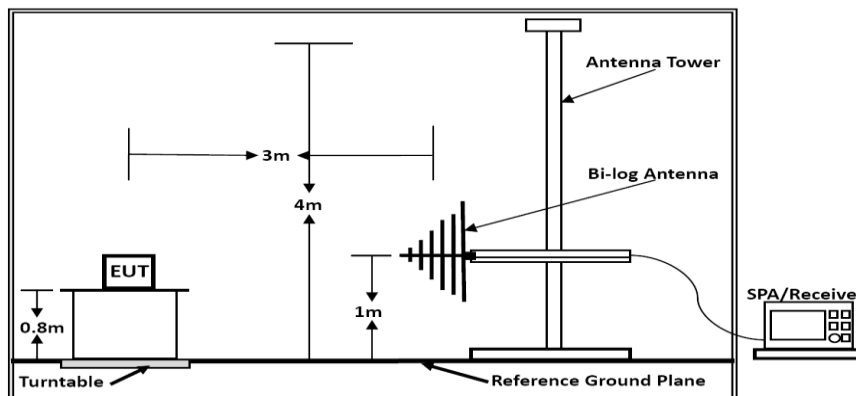 Antenna Tower
3m
Bi-log Antenna
4m
EUT
0.8m
1m
SPA/Receive
Turntable
Reference Ground Plane